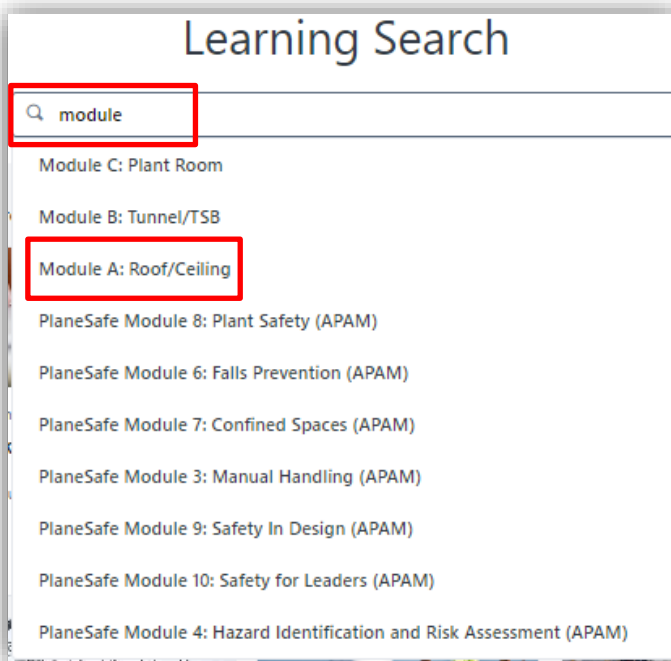 Learning Search
module
Module C: Plant Room
Module B: Tunnel/TSB
Module A: Roof/Ceiling
PlaneSafe Module 8: Plant Safety (APAM)
PlaneSafe Module 6: Falls Prevention (APAM)
PlaneSafe Module 7: Confined Spaces (APAM)
PlaneSafe Module 3: Manual Handling (APAM)
PlaneSafe Module 9: Safety In Design (APAM)
PlaneSafe Module 10: Safety for Leaders (APAM)
PlaneSafe Module 4: Hazard Identification and Risk Assessment (APAM)